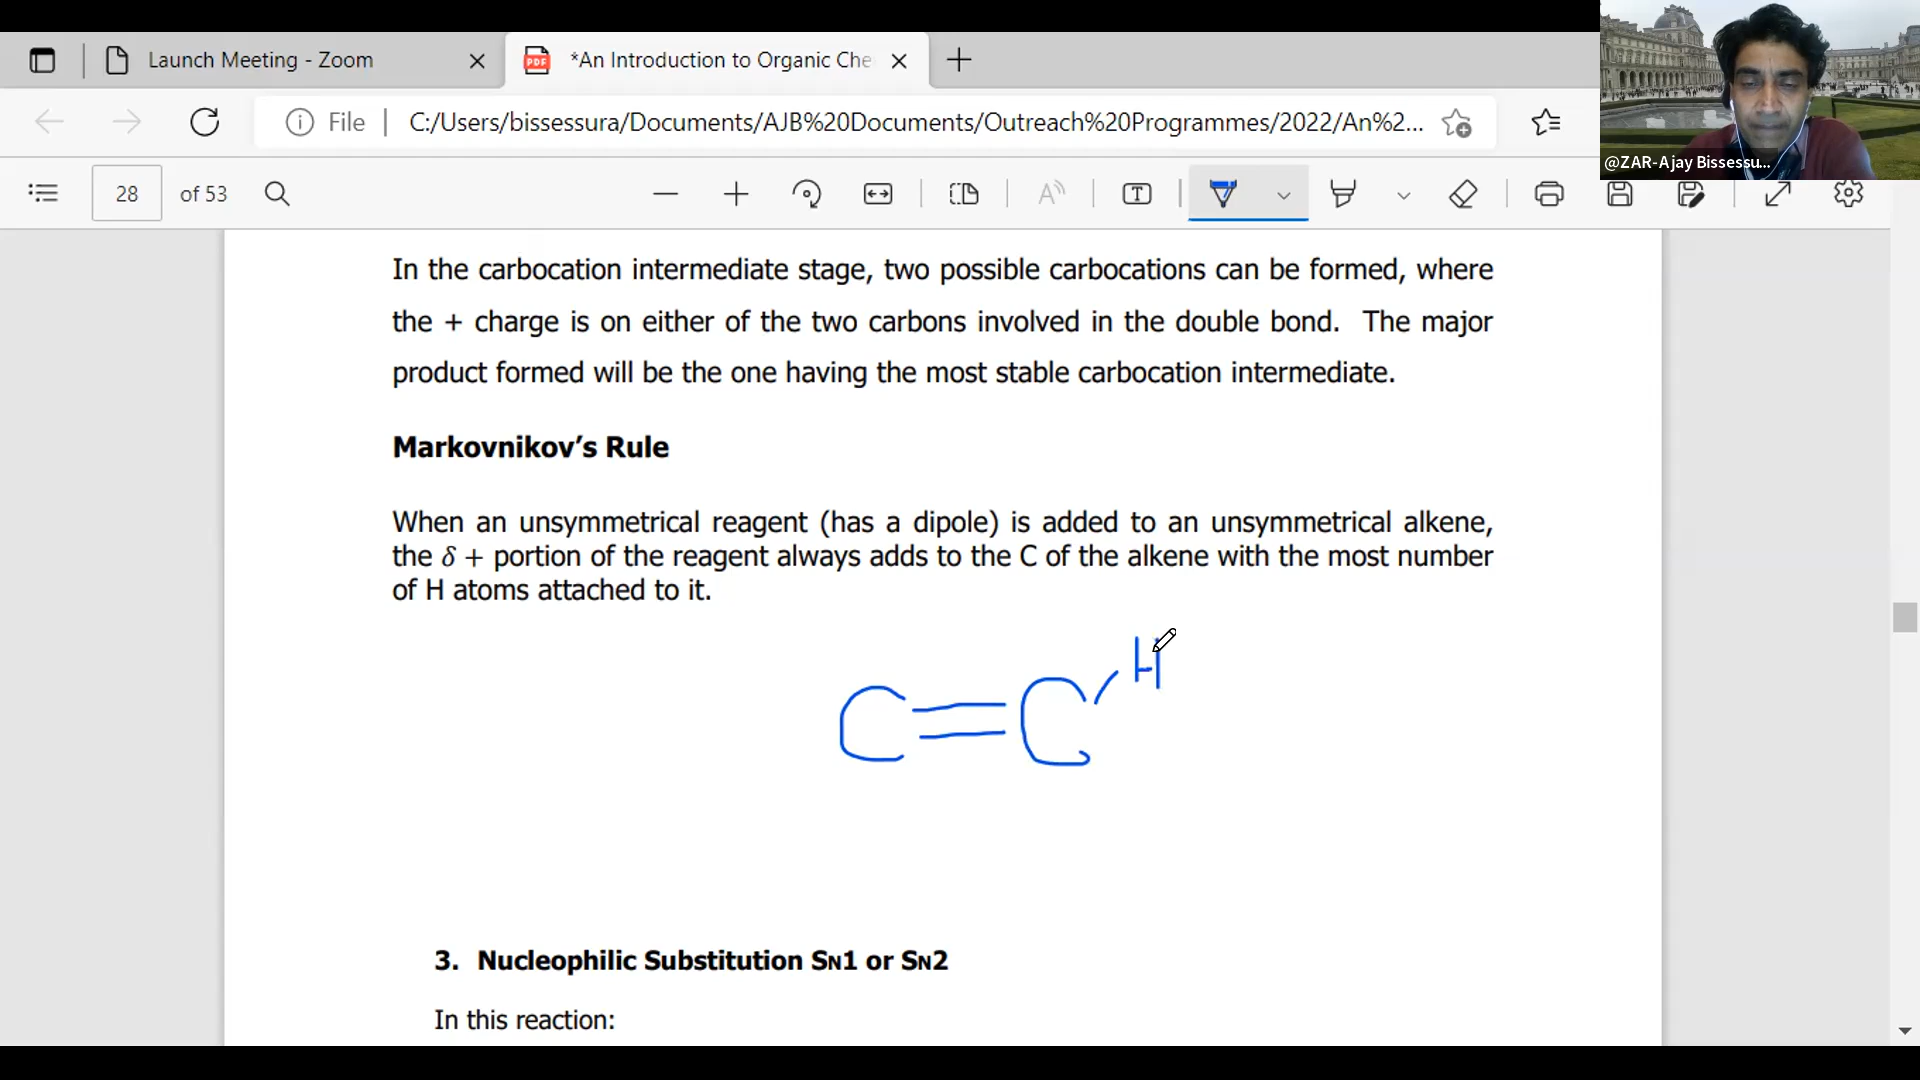 Launch Meeting - Zoom
*An Introduction to Organic Che
File
C:/Users/bissessura/Documents/AJB%20Documents/Outreach%20Programmes/2022/An%2...
@ZAR-Ajay Bissessu...
28 of 53
In the carbocation intermediate stage, two possible carbocations can be formed, where
the + charge is on either of the two carbons involved in the double bond. The major
product formed will be the one having the most stable carbocation intermediate.
Markovnikov’s Rule
When an unsymmetrical reagent (has a dipole) is added to an unsymmetrical alkene,
the δ + portion of the reagent always adds to the C of the alkene with the most number
of H atoms attached to it.
H
C=C
3. Nucleophilic Substitution SN1 or SN2
In this reaction: